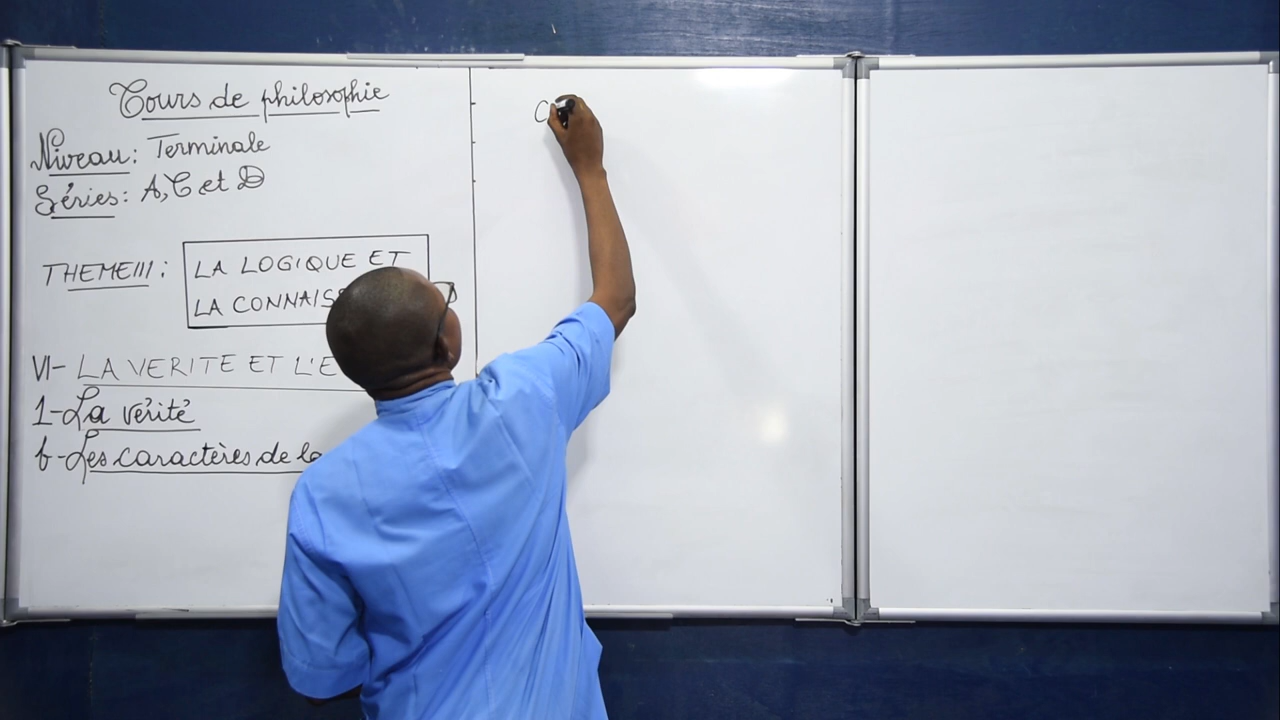 Cours de philosophie
Niveau: Terminale
Séries: A, C et D
THEME III: LA LOGIQUE ET
LA
VI- LA VERITE ET
1- La vérité
b- Les caractères de la
C